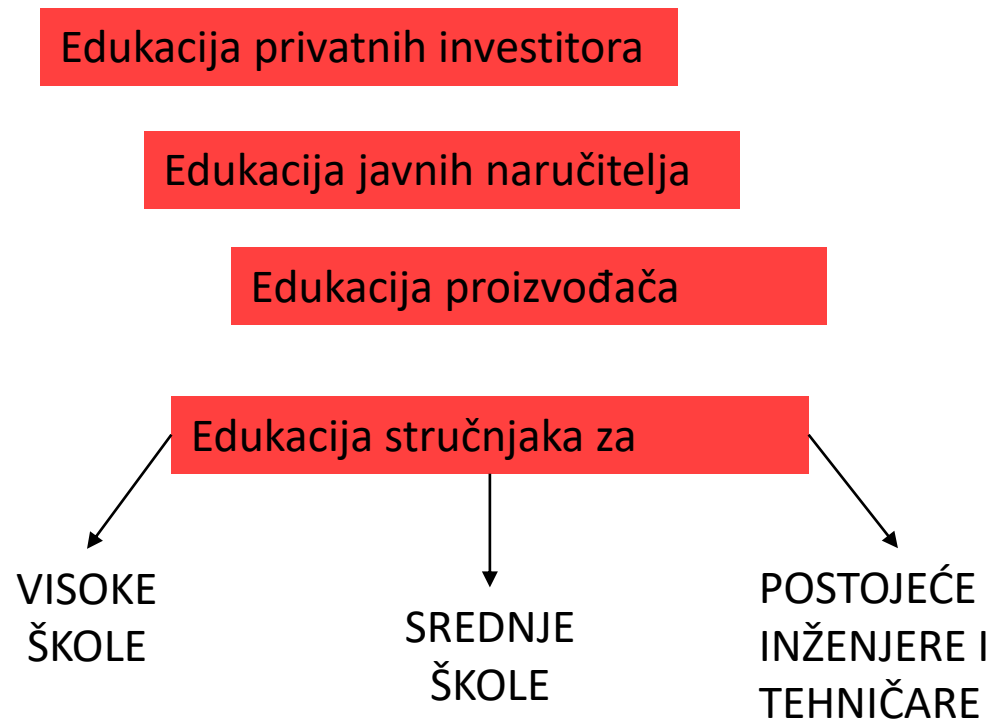 Edukacija privatnih investitora
Edukacija javnih naručitelja
Edukacija proizvođača
Edukacija stručnjaka za
VISOKE
ŠKOLE
SREDNJE
ŠKOLE
POSTOJEĆE
INŽENJERE I
TEHNIČARE